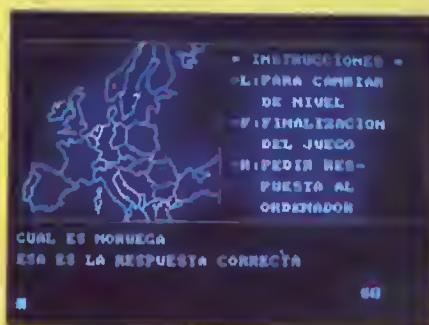 * INSTRUCCIONES *
-L:PARA CAMBIAR
DE NIVEL
-F:FINALIZACION
DEL JUEGO
-R:PEDIR RES-
PUESTA AL
ORDENADOR
CUAL ES NORUEGA
ESA ES LA RESPUESTA CORRECTA
60